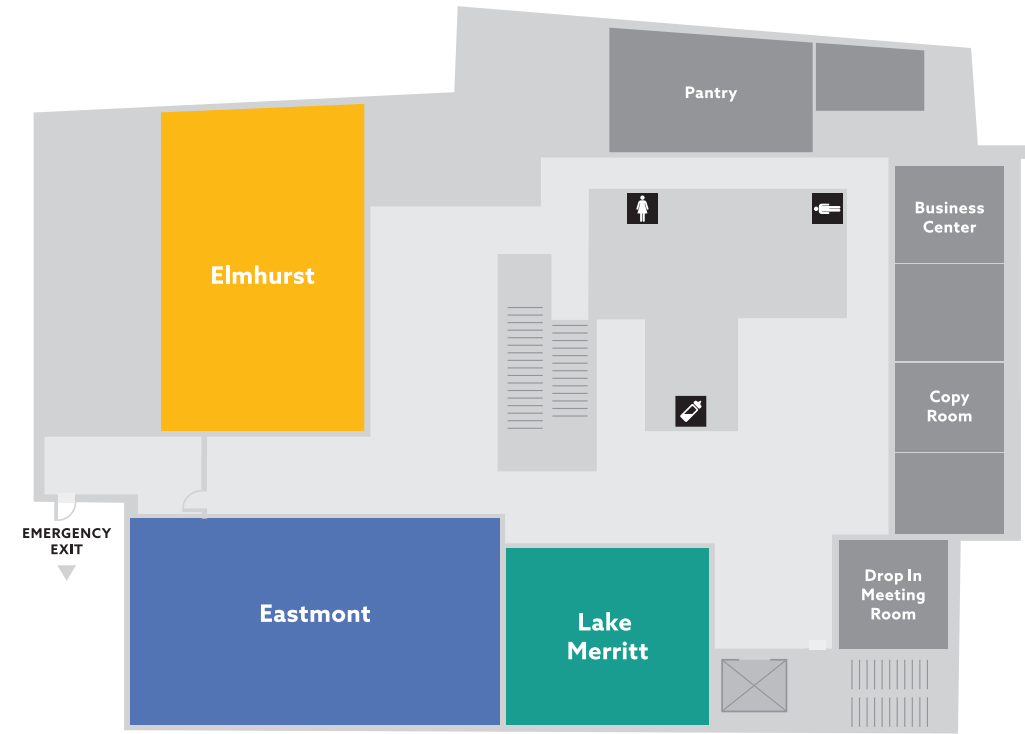 Pantry
Business
Center
Elmhurst
Copy
Room
EMERGENCY
EXIT
Drop In
Meeting
Room
Eastmont
Lake
Merritt